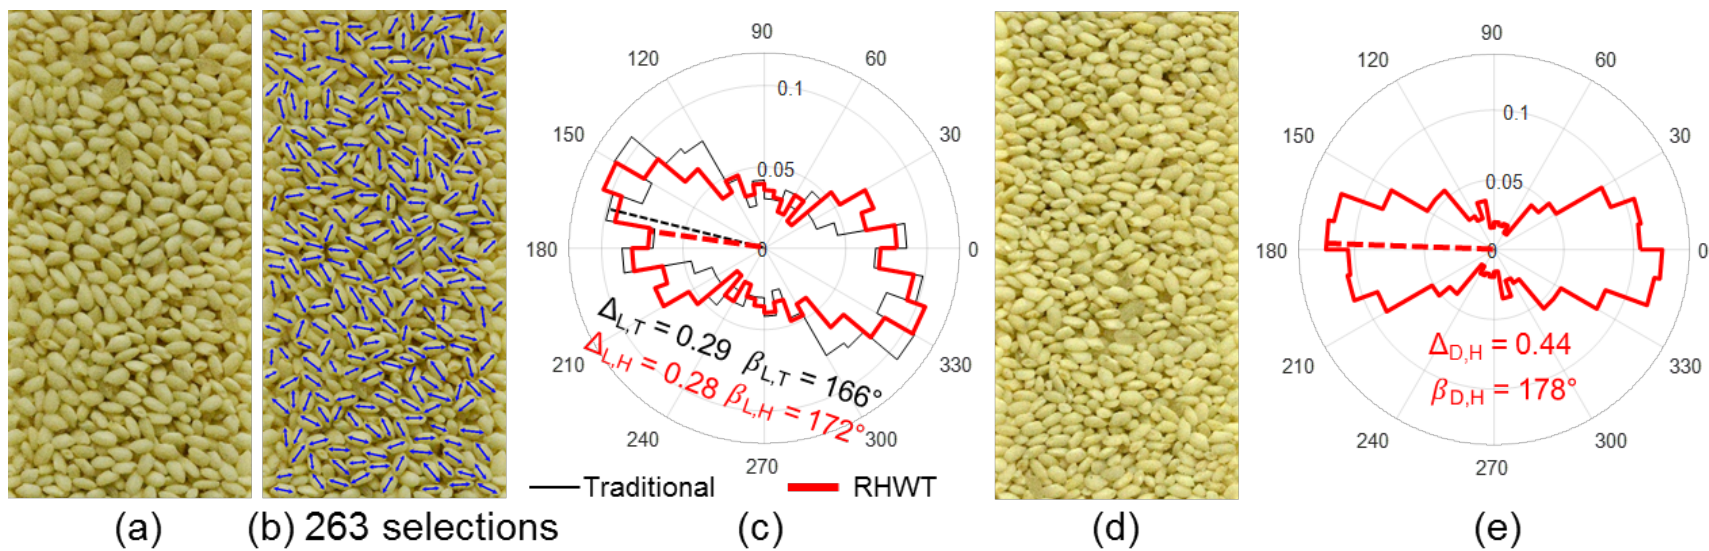 90
120
60
0.1
150
30
0.05
180
0
0
210
330
240
300
270
ΔL,T = 0.29 βL,T = 166°
ΔL,H = 0.28 βL,H = 172°
Traditional
RHWT
90
120
60
0.1
150
30
0.05
180
0
0
210
330
240
300
270
ΔD,H = 0.44
βD,H = 178°
(a)
(b) 263 selections
(c)
(d)
(e)